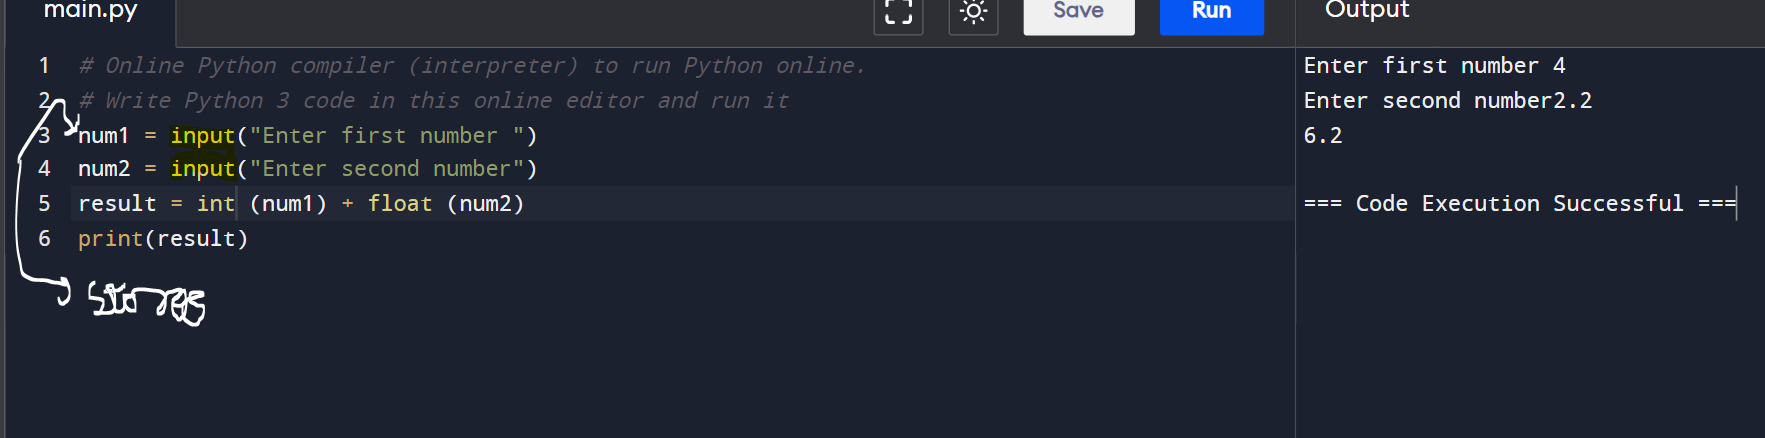 main.py
Save
Run
Output
1 # Online Python compiler (interpreter) to run Python online.
2 # Write Python 3 code in this online editor and run it
3 num1 = input("Enter first number ")
4 num2 = input("Enter second number")
5 result = int (num1) + float (num2)
6 print(result)
Enter first number 4
Enter second number2.2
6.2
=== Code Execution Successful ===